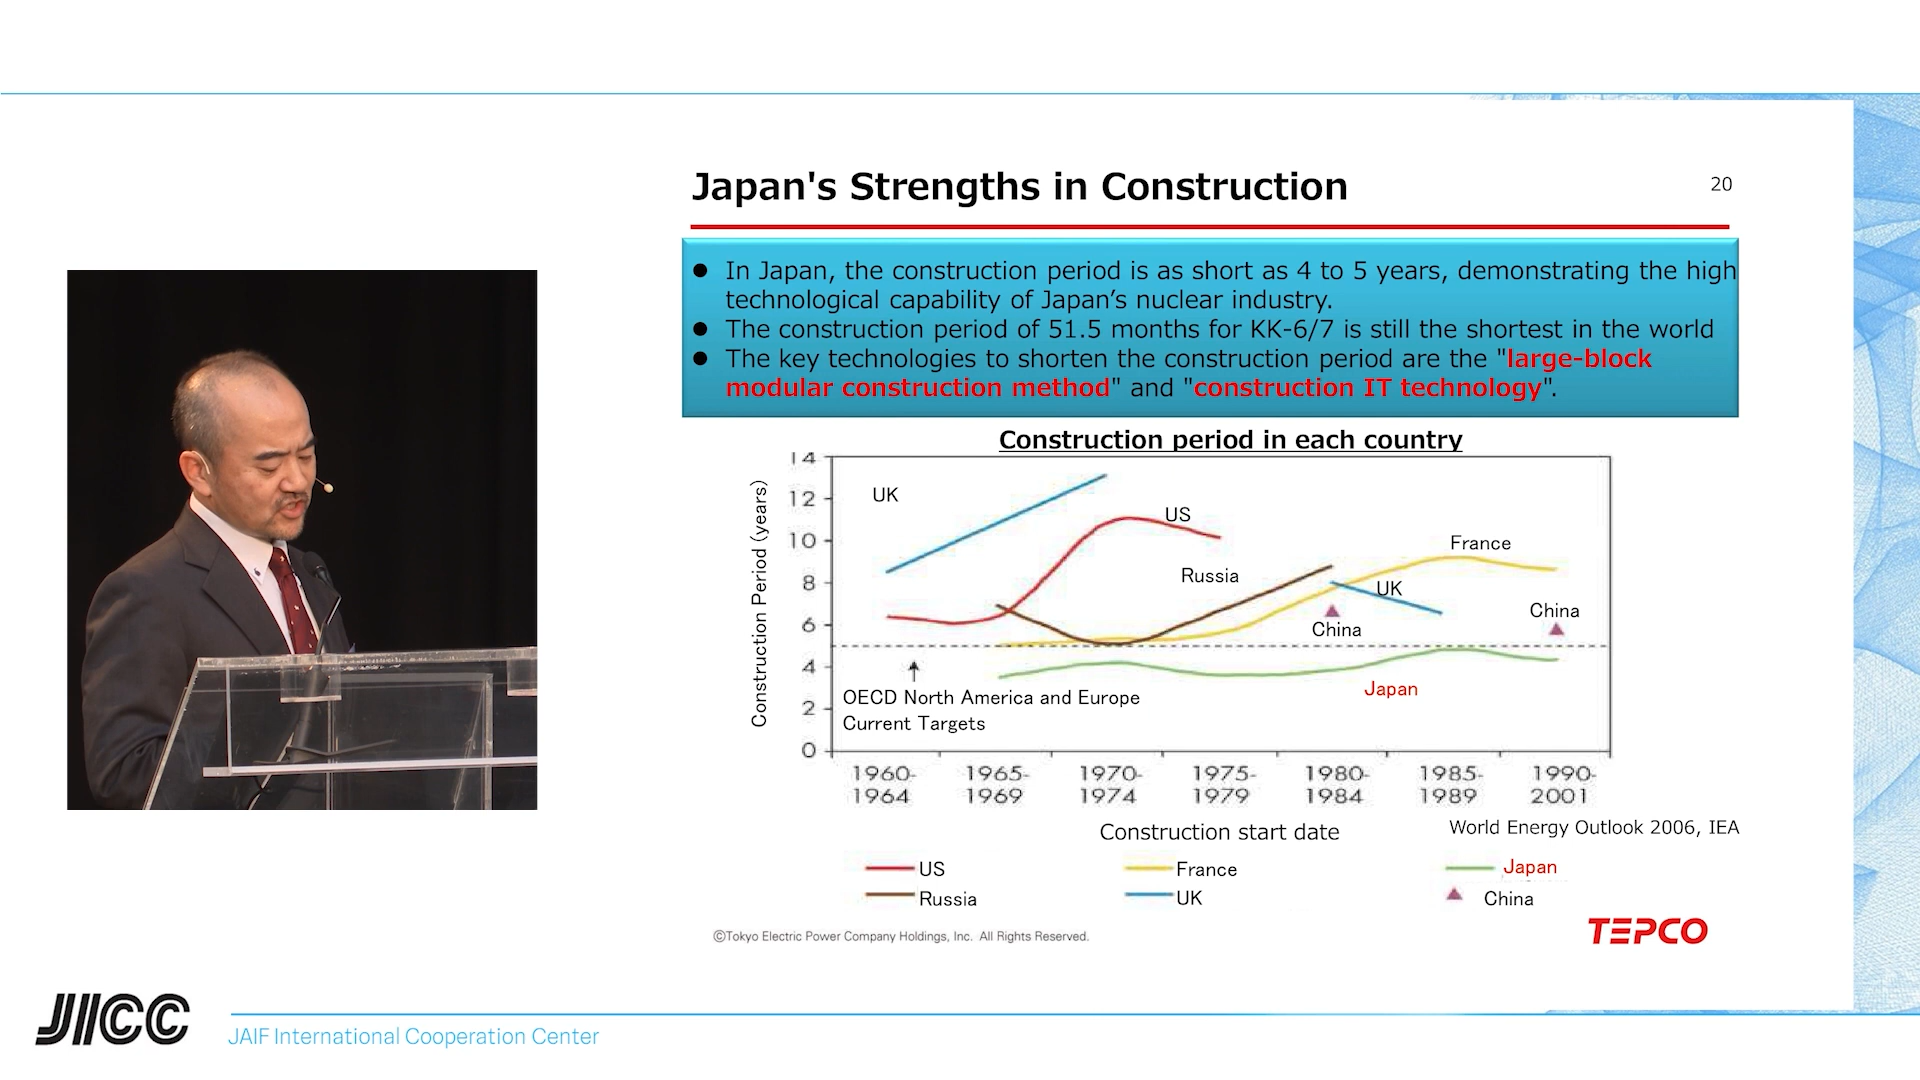 Japan's Strengths in Construction
20
● In Japan, the construction period is as short as 4 to 5 years, demonstrating the high
technological capability of Japan’s nuclear industry.
● The construction period of 51.5 months for KK-6/7 is still the shortest in the world
● The key technologies to shorten the construction period are the "large-block
modular construction method" and "construction IT technology".
Construction period in each country
Construction Period (years)
14
12
10
8
6
4
2
0
UK
US
Russia
France
UK
China
China
Japan
OECD North America and Europe
Current Targets
1960- 1965- 1970- 1975- 1980- 1985- 1990-
1964 1969 1974 1979 1984 1989 2001
Construction start date
World Energy Outlook 2006, IEA
US France Japan
Russia UK China
©Tokyo Electric Power Company Holdings, Inc. All Rights Reserved.
TEPCO
JICC
JAIF International Cooperation Center